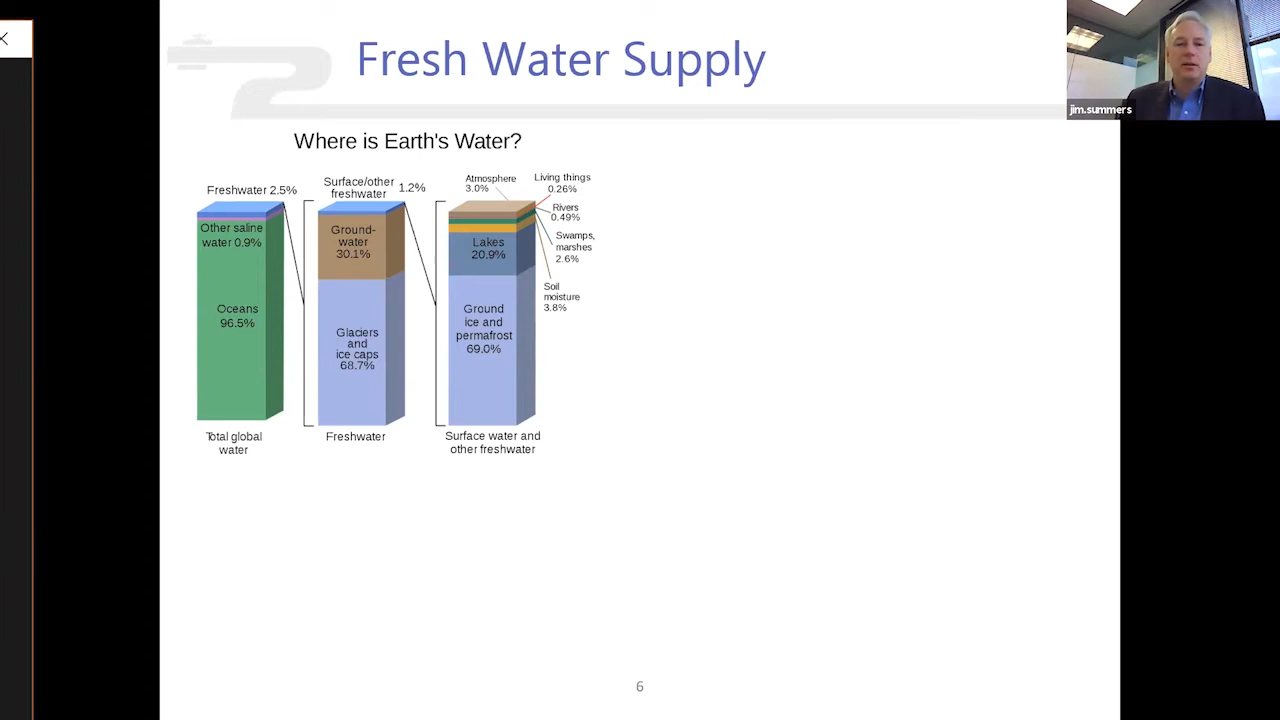 Fresh Water Supply
jim.summers
Where is Earth's Water?
Freshwater 2.5%
Other saline
water 0.9%
Oceans
96.5%
Total global
water
Surface/other
freshwater 1.2%
Ground-
water
30.1%
Glaciers
and
ice caps
68.7%
Freshwater
Atmosphere
3.0%
Living things
0.26%
Rivers
0.49%
Swamps,
marshes
2.6%
Soil
moisture
3.8%
Lakes
20.9%
Ground
ice and
permafrost
69.0%
Surface water and
other freshwater
6